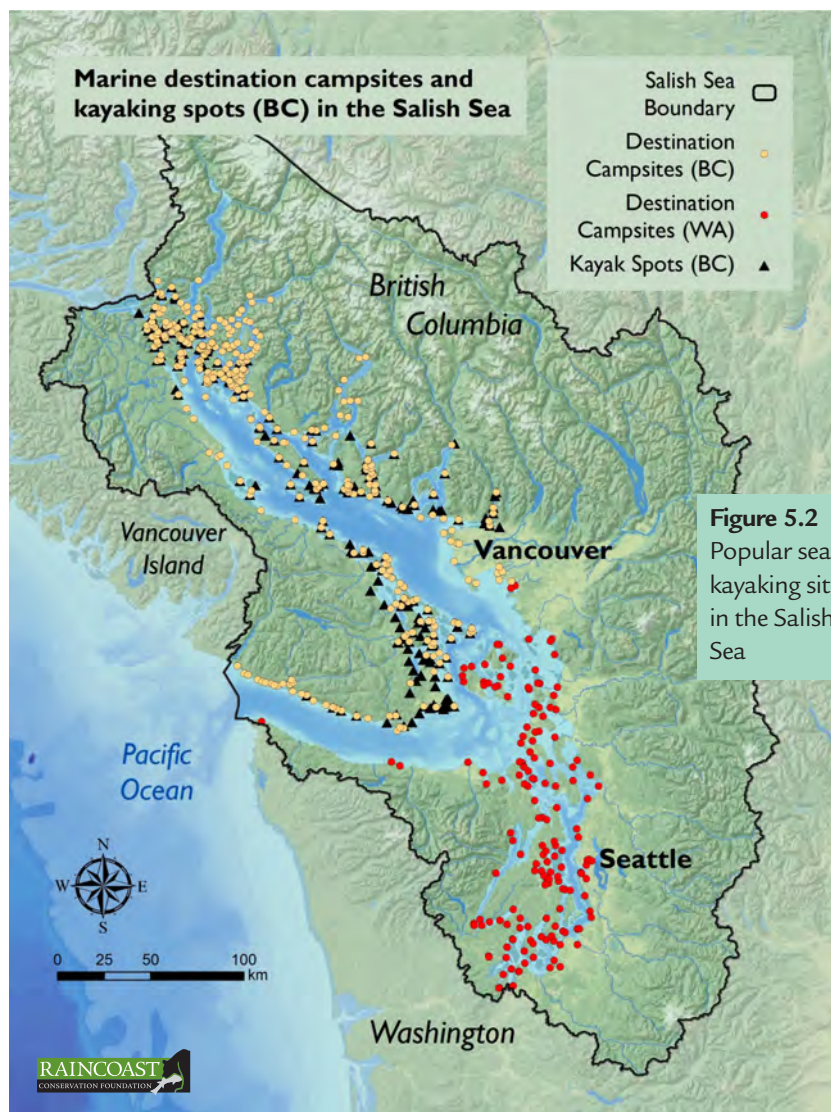 Marine destination campsites and
kayaking spots (BC) in the Salish Sea
Salish Sea
Boundary
Destination
Campsites (BC)
Destination
Campsites (WA)
Kayak Spots (BC)
British
Columbia
Vancouver
Island
Vancouver
Figure 5.2
Popular sea
kayaking sit
in the Salish
Sea
Pacific
Ocean
N
W E
S
Seattle
0 25 50 100
km
Washington
RAINCOAST
CONSERVATION FOUNDATION